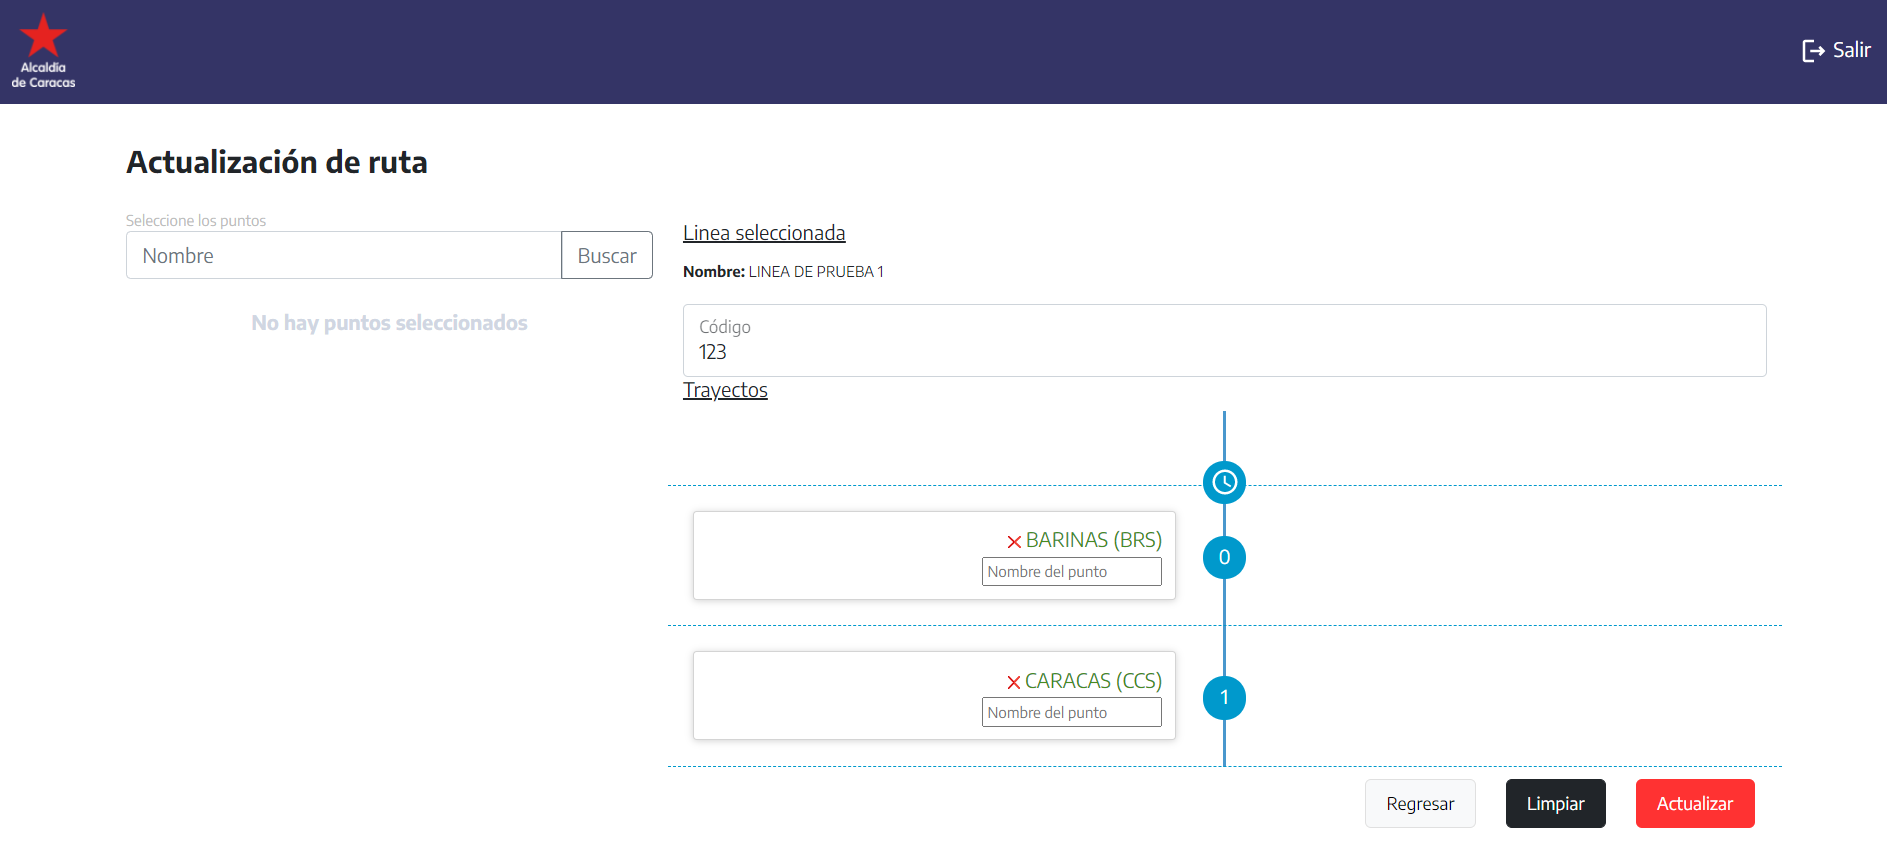 Alcaldía
de Caracas
Salir
Actualización de ruta
Seleccione los puntos
Nombre
Buscar
No hay puntos seleccionados
Linea seleccionada
Nombre: LINEA DE PRUEBA 1
Código
123
Trayectos
BARINAS (BRS)
Nombre del punto
0
CARACAS (CCS)
Nombre del punto
1
Regresar
Limpiar
Actualizar